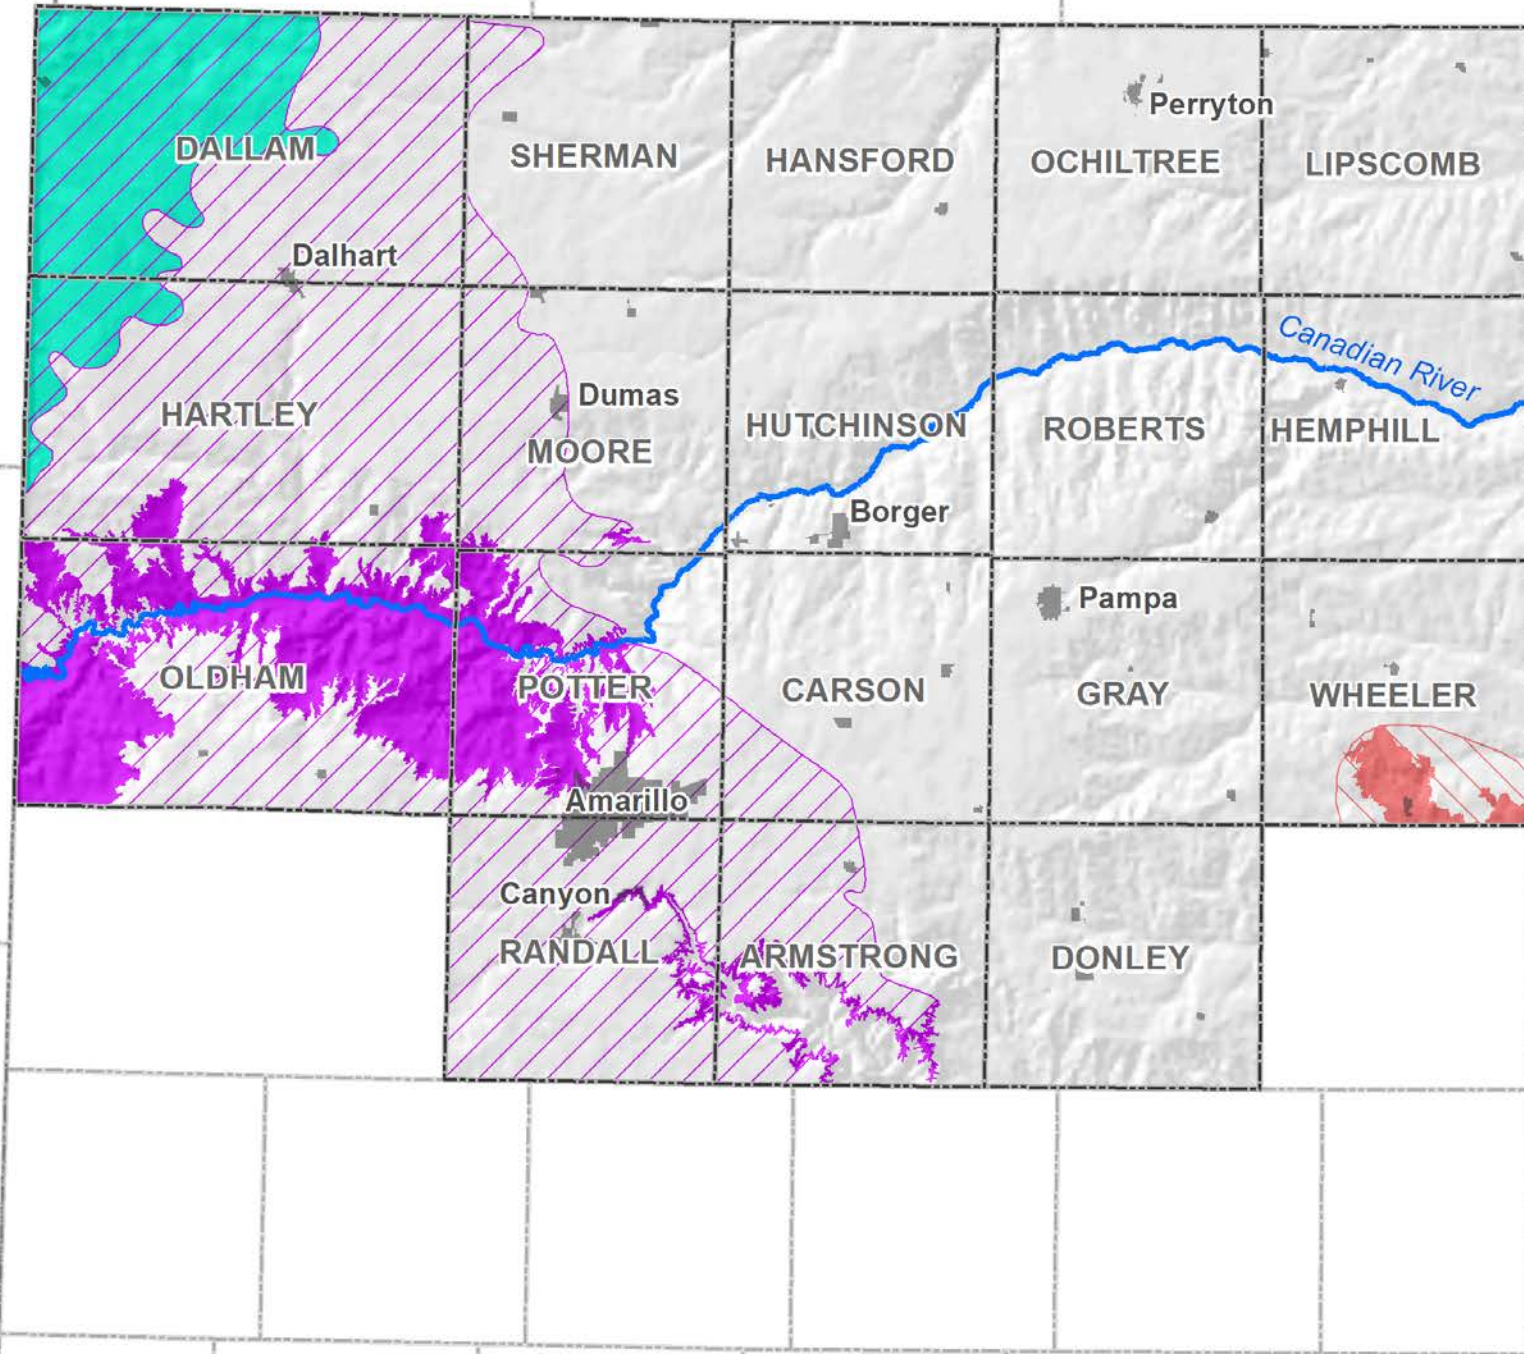 Perryton
DALLAM
SHERMAN
HANSFORD
OCHILTREE
LIPSCOMB
Dalhart
Canadian River
Dumas
HARTLEY
MOORE
HUTCHINSON
ROBERTS
HEMPHILL
Borger
Pampa
OLDHAM
POTTER
CARSON
GRAY
WHEELER
Amarillo
Canyon
RANDALL
ARMSTRONG
DONLEY